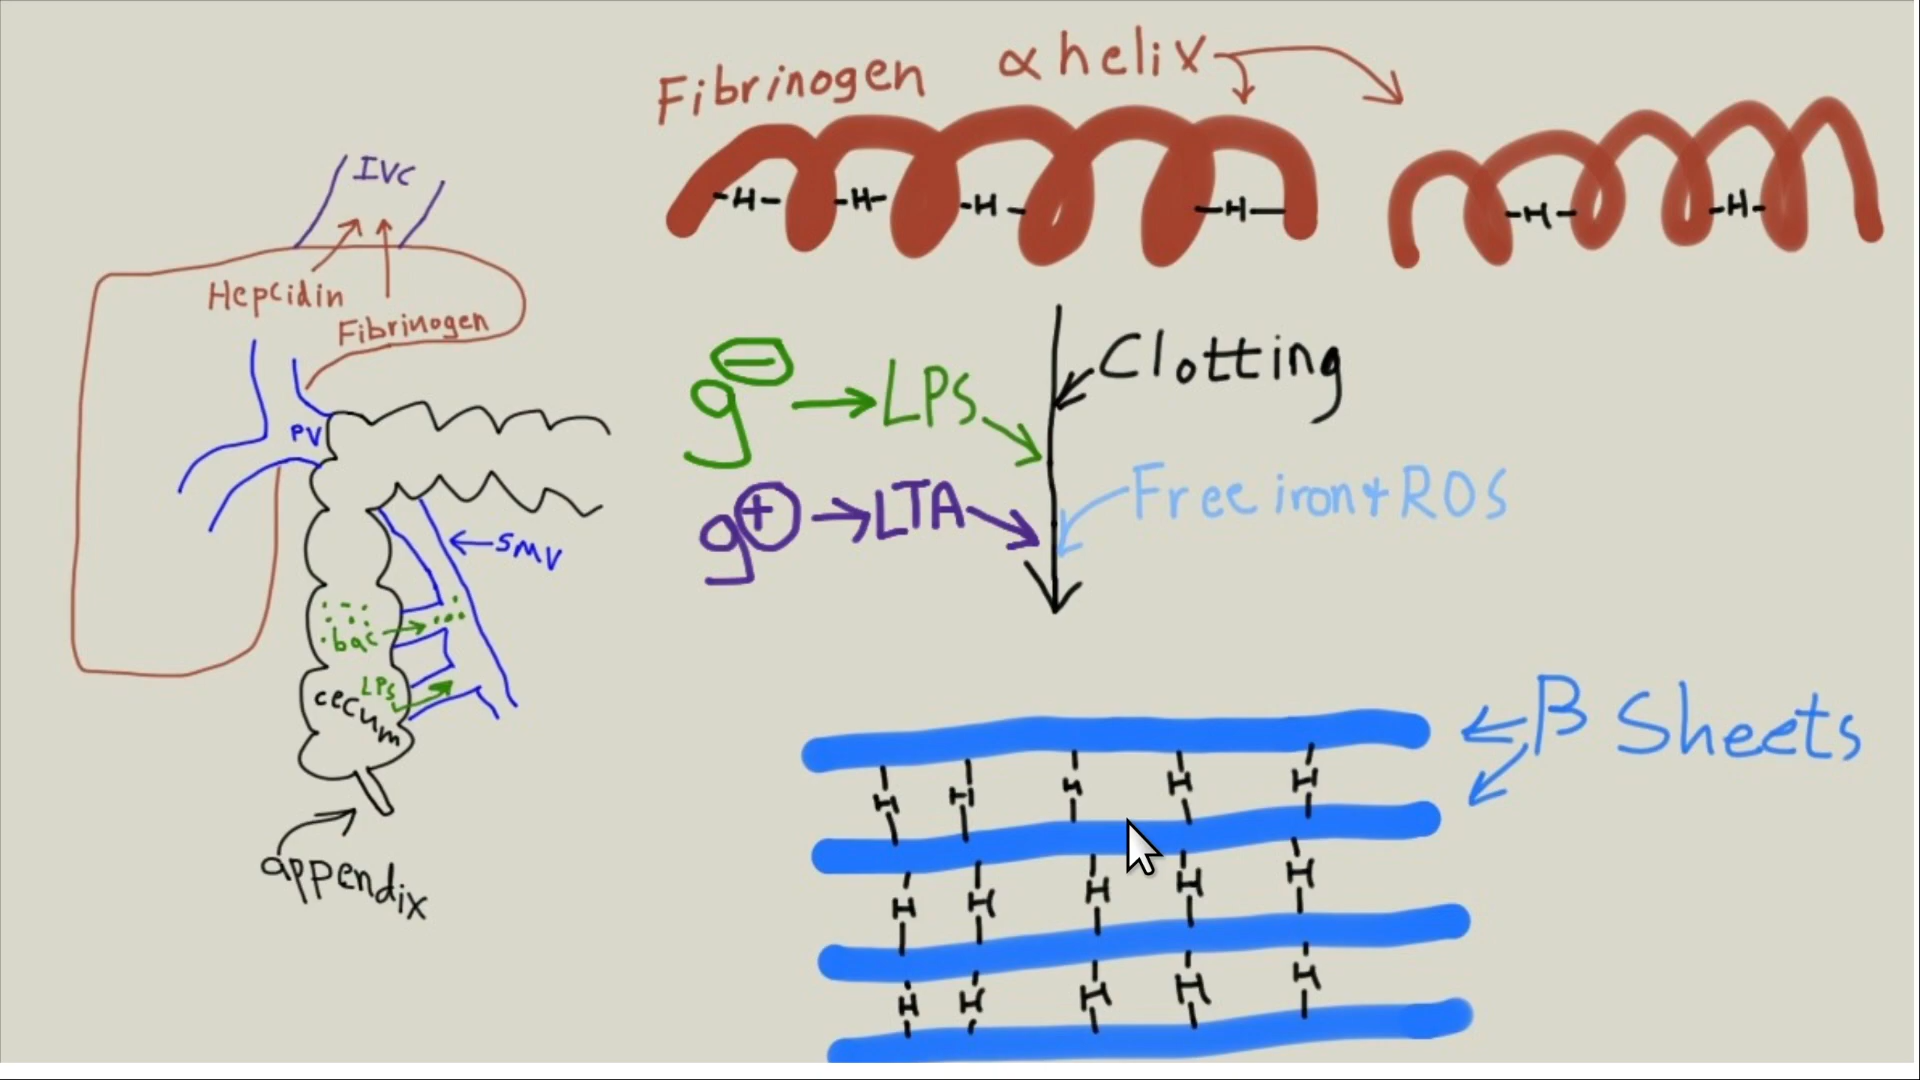 Fibrinogen α helix
-H- -H- -H- -H- -H- -H-
IVC
Hepcidin
Fibrinogen
PV
SMV
bac
LPS
cecum
appendix
g⊖ → LPS
Clotting
g⊕ → LTA
Free iron + ROS
β Sheets
H H H H H
H H H H H
H H H H H